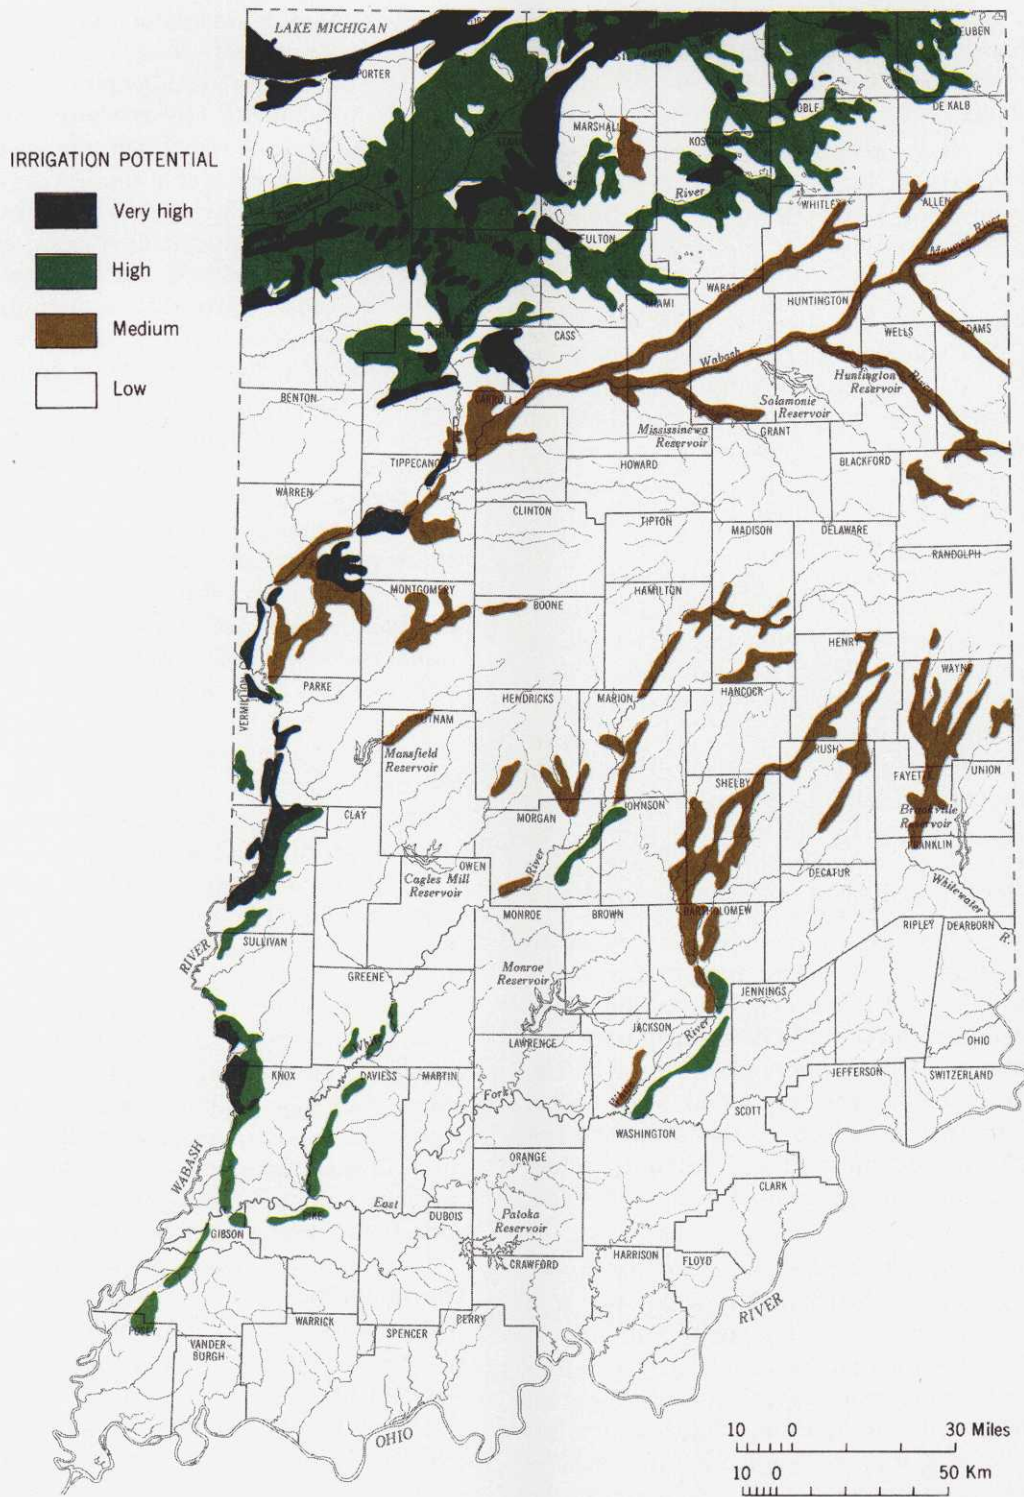 LAKE MICHIGAN
PORTER
IRRIGATION POTENTIAL
Very high
High
Medium
Low
DE KALB
MARSHALL
River
WHITLEY
ALLEN
Maumee River
FULTON
MIAMI
WABASH
HUNTINGTON
WELLS
ADAMS
CASS
Wabash
River
Huntington
Reservoir
Salamonie
Reservoir
Mississinewa
Reservoir
BENTON
CARROLL
GRANT
BLACKFORD
TIPPECANOE
HOWARD
WARREN
CLINTON
TIPTON
MADISON
DELAWARE
RANDOLPH
MONTGOMERY
BOONE
HAMILTON
HENRY
WAYNE
VERMILLION
PARKE
HENDRICKS
MARION
HANCOCK
PUTNAM
Mansfield
Reservoir
RUSH
SHELBY
FAYETTE
UNION
Brookville
Reservoir
CLAY
MORGAN
JOHNSON
FRANKLIN
OWEN
Cagles Mill
Reservoir
River
DECATUR
Whitewater
R.
MONROE
BROWN
BARTHOLOMEW
RIPLEY
DEARBORN
RIVER
SULLIVAN
GREENE
Monroe
Reservoir
JENNINGS
White
JACKSON
River
LAWRENCE
OHIO
KNOX
DAVIESS
MARTIN
JEFFERSON
SWITZERLAND
Fork
White
SCOTT
WASHINGTON
WABASH
ORANGE
CLARK
East
PIKE
DUBOIS
Patoka
Reservoir
GIBSON
CRAWFORD
HARRISON
FLOYD
RIVER
POSEY
VANDER-
BURGH
WARRICK
SPENCER
PERRY
OHIO
10 0 30 Miles
10 0 50 Km